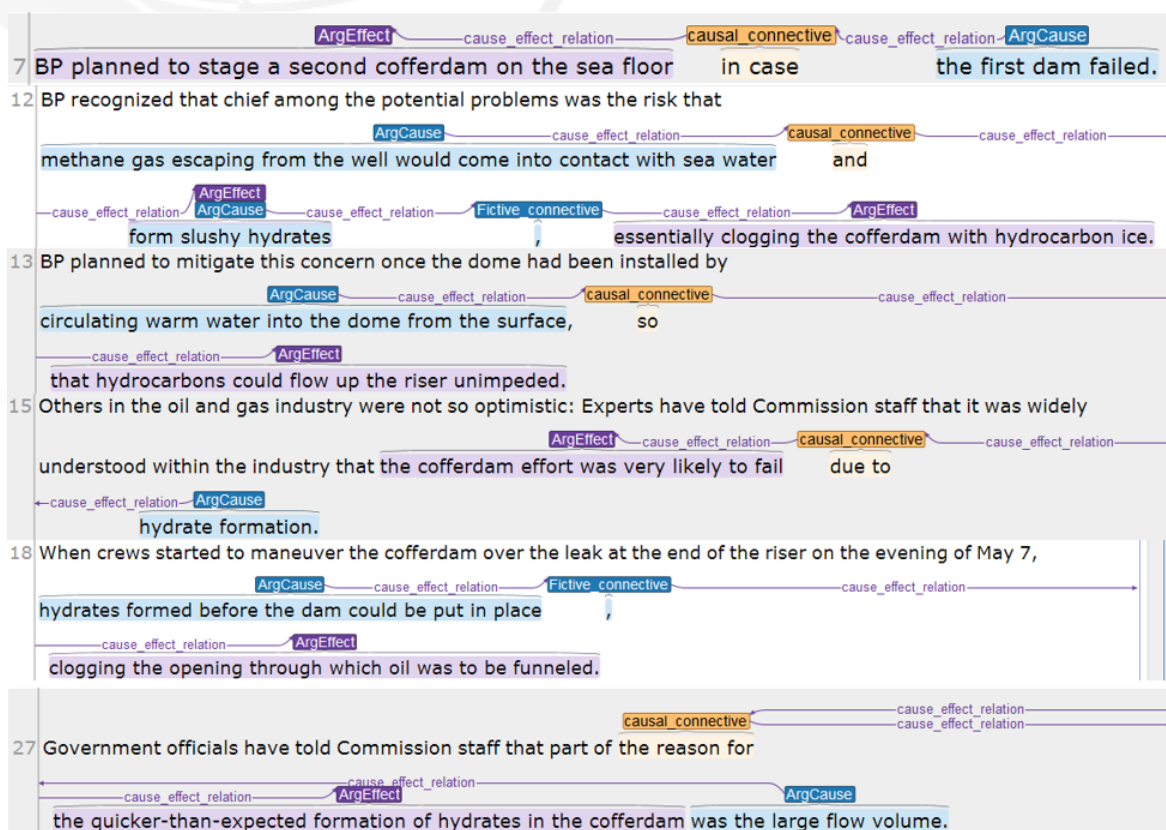 ArgEffect cause_effect_relation causal_connective cause_effect_relation ArgCause
7 BP planned to stage a second cofferdam on the sea floor in case the first dam failed.
12 BP recognized that chief among the potential problems was the risk that
ArgCause cause_effect_relation causal_connective cause_effect_relation
methane gas escaping from the well would come into contact with sea water and
ArgEffect
cause_effect_relation ArgCause cause_effect_relation Fictive_connective cause_effect_relation ArgEffect
form slushy hydrates , essentially clogging the cofferdam with hydrocarbon ice.
13 BP planned to mitigate this concern once the dome had been installed by
ArgCause cause_effect_relation causal_connective cause_effect_relation
circulating warm water into the dome from the surface, so
cause_effect_relation ArgEffect
that hydrocarbons could flow up the riser unimpeded.
15 Others in the oil and gas industry were not so optimistic: Experts have told Commission staff that it was widely
ArgEffect cause_effect_relation causal_connective cause_effect_relation
understood within the industry that the cofferdam effort was very likely to fail due to
cause_effect_relation ArgCause
hydrate formation.
18 When crews started to maneuver the cofferdam over the leak at the end of the riser on the evening of May 7,
ArgCause cause_effect_relation Fictive_connective cause_effect_relation
hydrates formed before the dam could be put in place ,
cause_effect_relation ArgEffect
clogging the opening through which oil was to be funneled.
cause_effect_relation
causal_connective cause_effect_relation
27 Government officials have told Commission staff that part of the reason for
cause_effect_relation
cause_effect_relation ArgEffect ArgCause
the quicker-than-expected formation of hydrates in the cofferdam was the large flow volume.